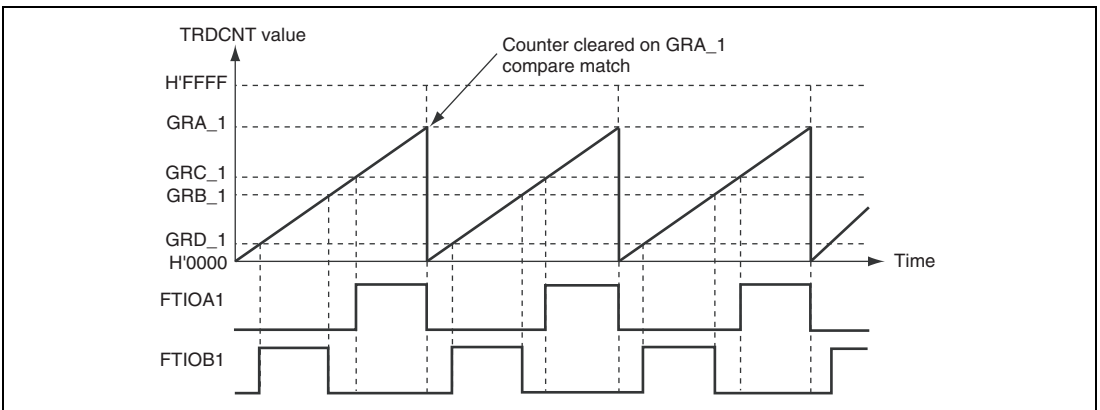 TRDCNT value
Counter cleared on GRA_1
compare match
H'FFFF
GRA_1
GRC_1
GRB_1
GRD_1
H'0000
Time
FTIOA1
FTIOB1